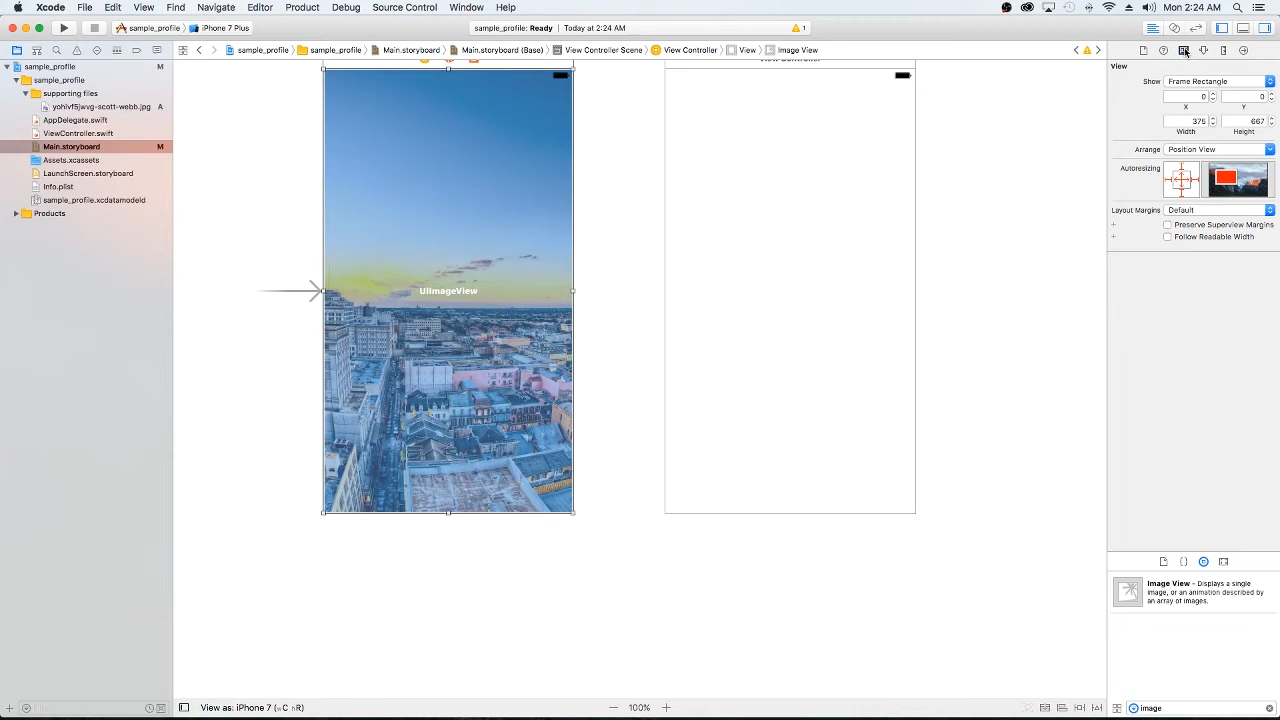 Xcode File Edit View Find Navigate Editor Product Debug Source Control Window Help Mon 2:24 AM
sample_profile iPhone 7 Plus sample_profile: Ready Today at 2:24 AM 1
sample_profile sample_profile Main.storyboard Main.storyboard (Base) View Controller Scene View Controller View Image View
sample_profile M
sample_profile
supporting files
yohivf5jwvg-scott-webb.jpg A
AppDelegate.swift
ViewController.swift
Main.storyboard M
Assets.xcassets
LaunchScreen.storyboard
Info.plist
sample_profile.xcdatamodeld
Products
View Controller
UIImageView
View
Show Frame Rectangle
0 0
X Y
375 667
Width Height
Arrange Position View
Autoresizing
Layout Margins Default
Preserve Superview Margins
Follow Readable Width
Image View - Displays a single
image, or an animation described
by an array of images.
Filter
View as: iPhone 7 (wC hR)
100%
image